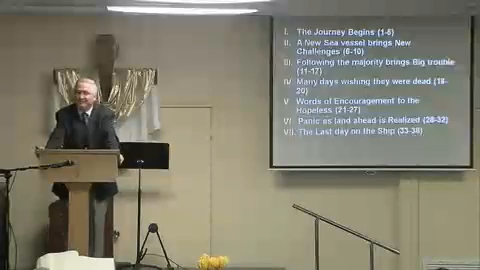 I. The Journey Begins (1-5)
II. A New Sea vessel brings New
Challenges (6-10)
III. Following the majority brings Big trouble
(11-17)
IV Many days wishing they were dead (18-
20)
V Words of Encouragement to the
Hopeless (21-27)
VI Panic as land ahead is Realized (28-32)
VII. The Last day on the Ship (33-38)